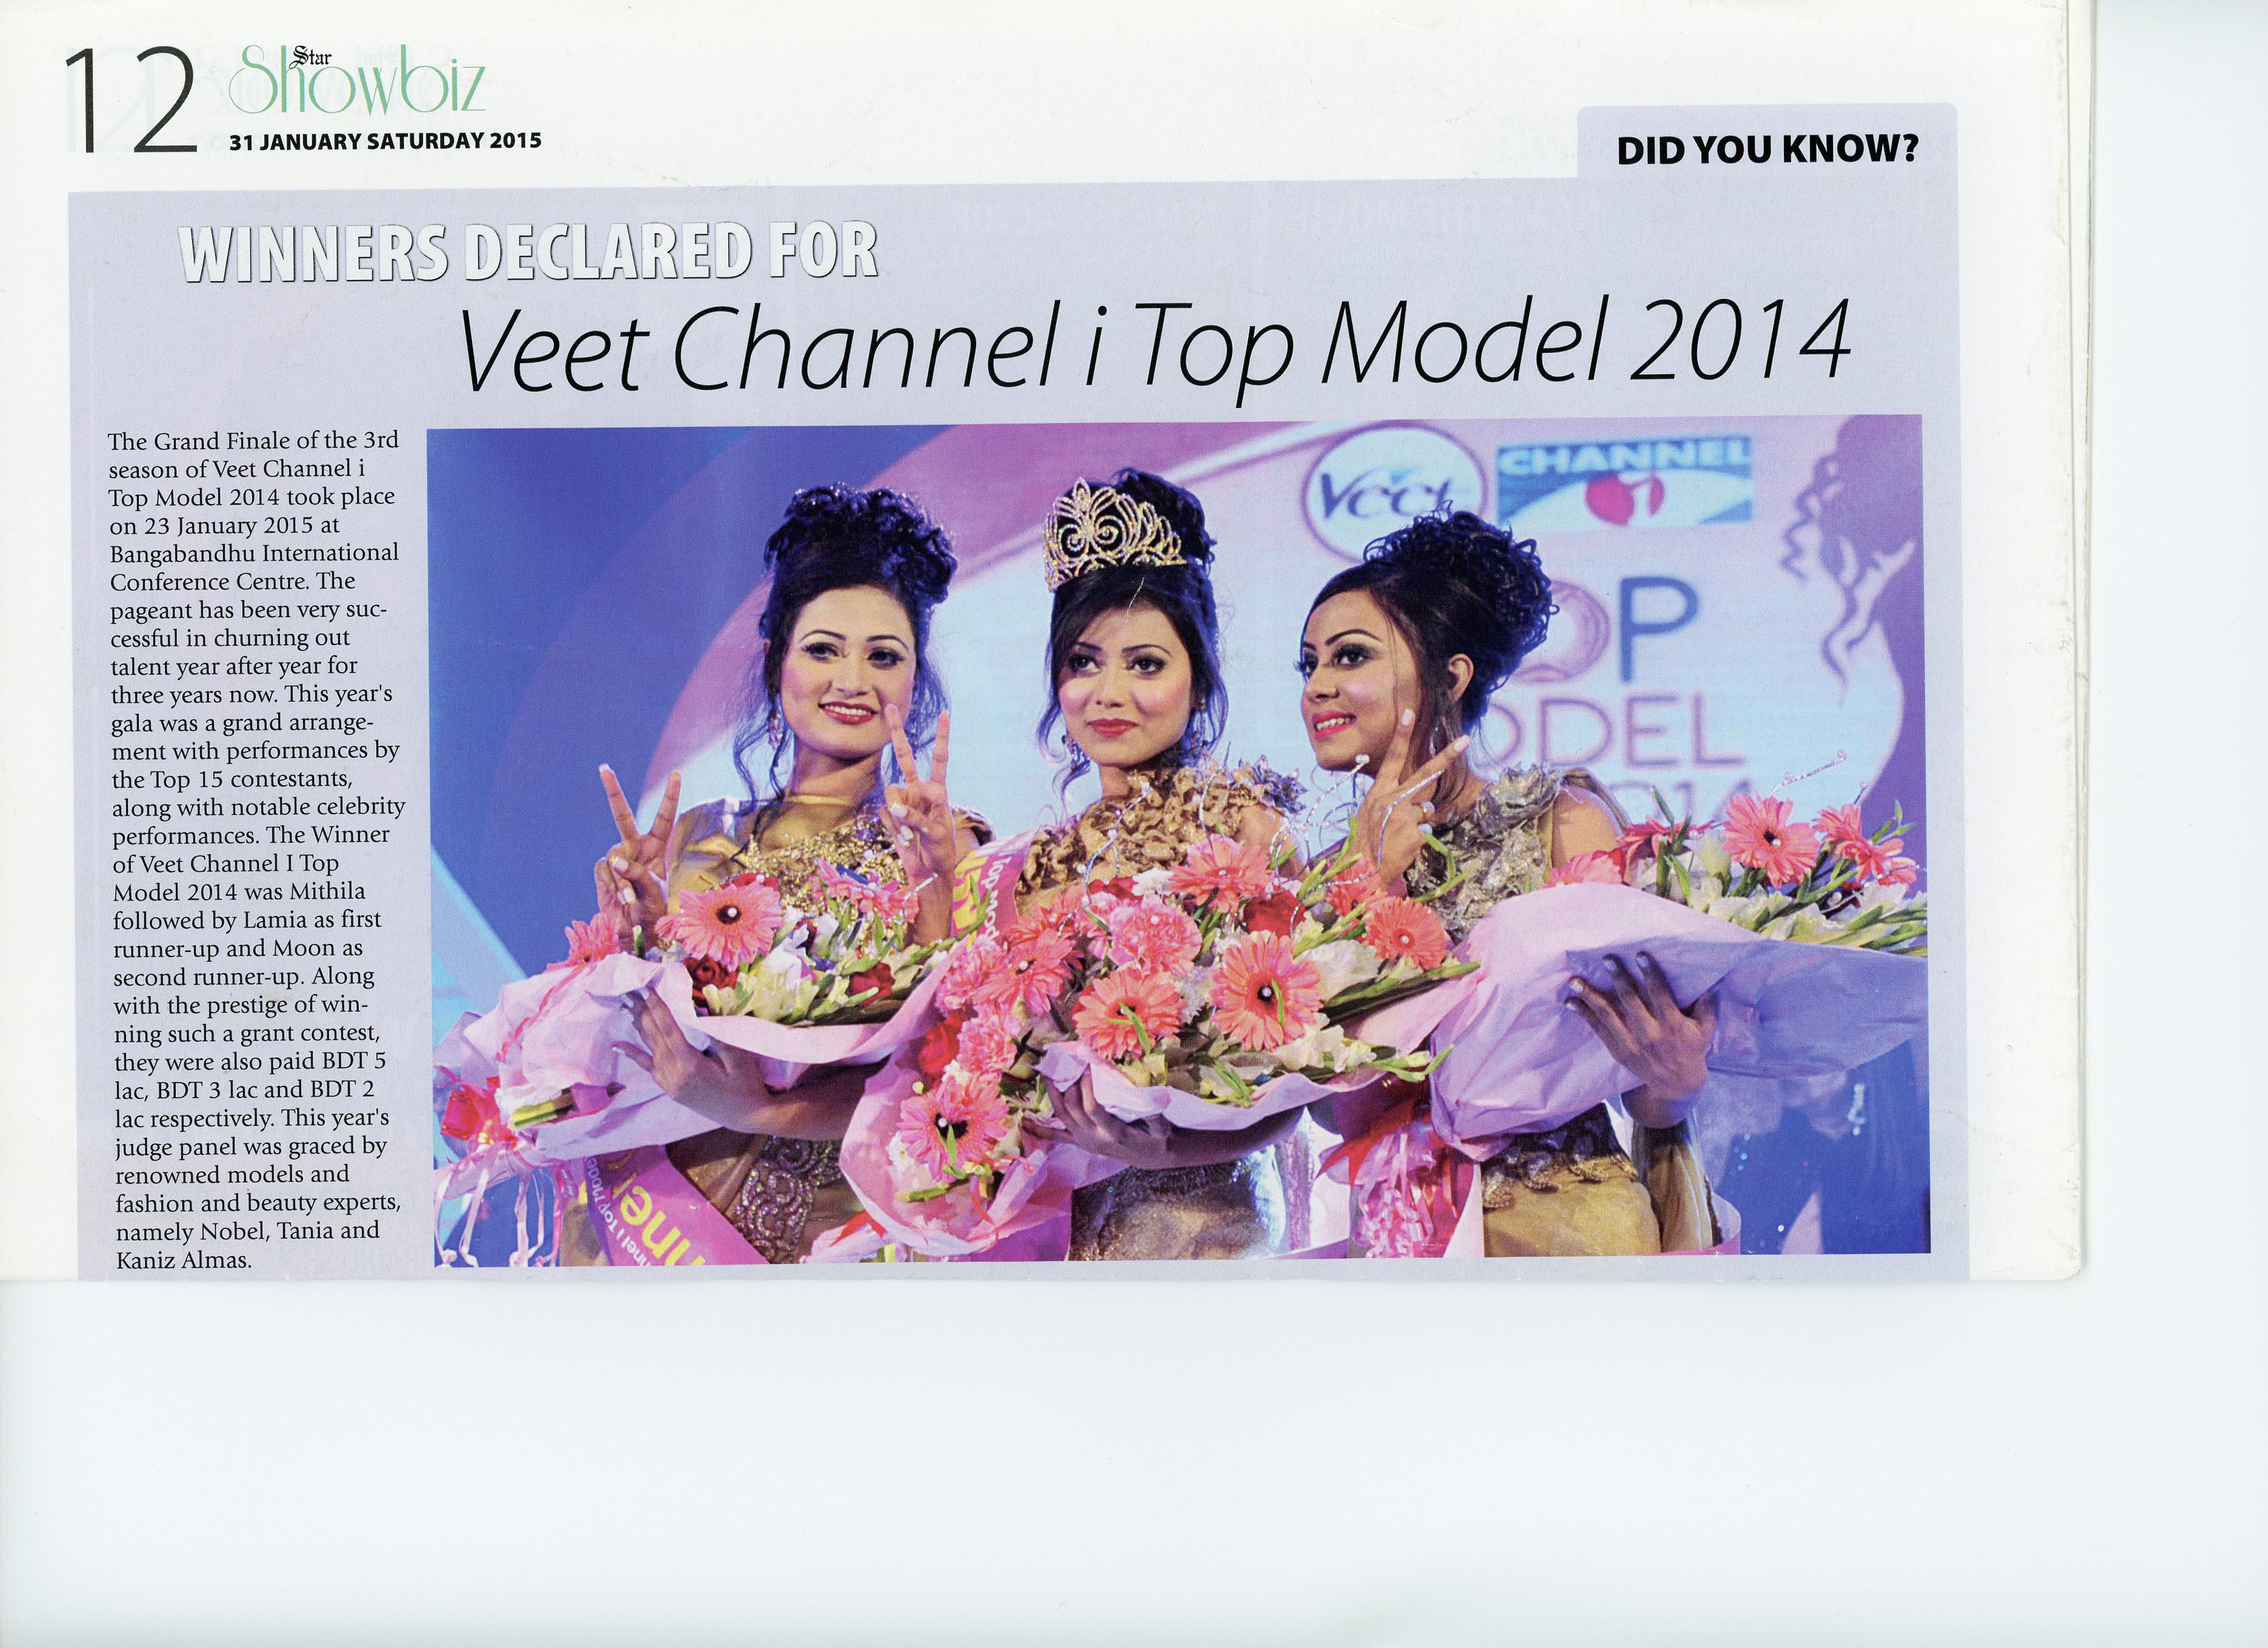 12
Star
Showbiz
31 JANUARY SATURDAY 2015
DID YOU KNOW?
WINNERS DECLARED FOR
Veet Channel i Top Model 2014
The Grand Finale of the 3rd
season of Veet Channel i
Top Model 2014 took place
on 23 January 2015 at
Bangabandhu International
Conference Centre. The
pageant has been very suc-
cessful in churning out
talent year after year for
three years now. This year's
gala was a grand arrange-
ment with performances by
the Top 15 contestants,
along with notable celebrity
performances. The Winner
of Veet Channel I Top
Model 2014 was Mithila
followed by Lamia as first
runner-up and Moon as
second runner-up. Along
with the prestige of win-
ning such a grant contest,
they were also paid BDT 5
lac, BDT 3 lac and BDT 2
lac respectively. This year's
judge panel was graced by
renowned models and
fashion and beauty experts,
namely Nobel, Tania and
Kaniz Almas.
Veet
CHANNEL
i
OP
ODEL
014